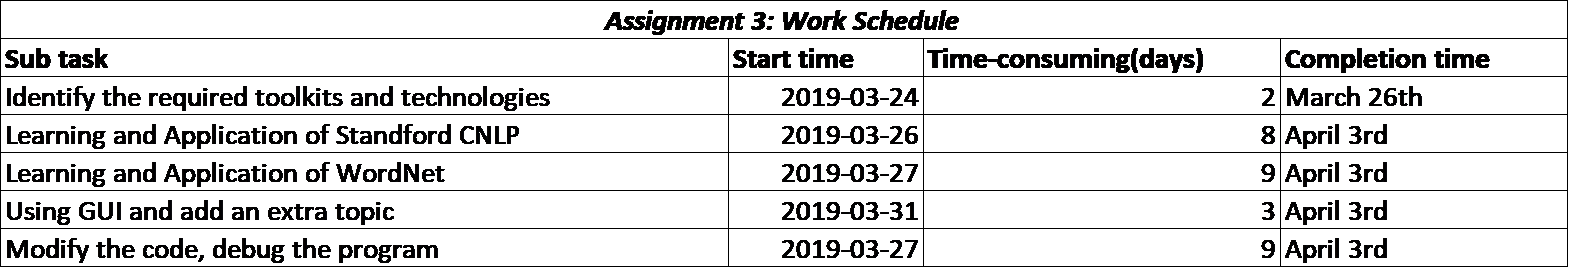 Assignment 3: Work Schedule
Sub task Start time Time-consuming(days) Completion time
Identify the required toolkits and technologies 2019-03-24 2 March 26th
Learning and Application of Standford CNLP 2019-03-26 8 April 3rd
Learning and Application of WordNet 2019-03-27 9 April 3rd
Using GUI and add an extra topic 2019-03-31 3 April 3rd
Modify the code, debug the program 2019-03-27 9 April 3rd